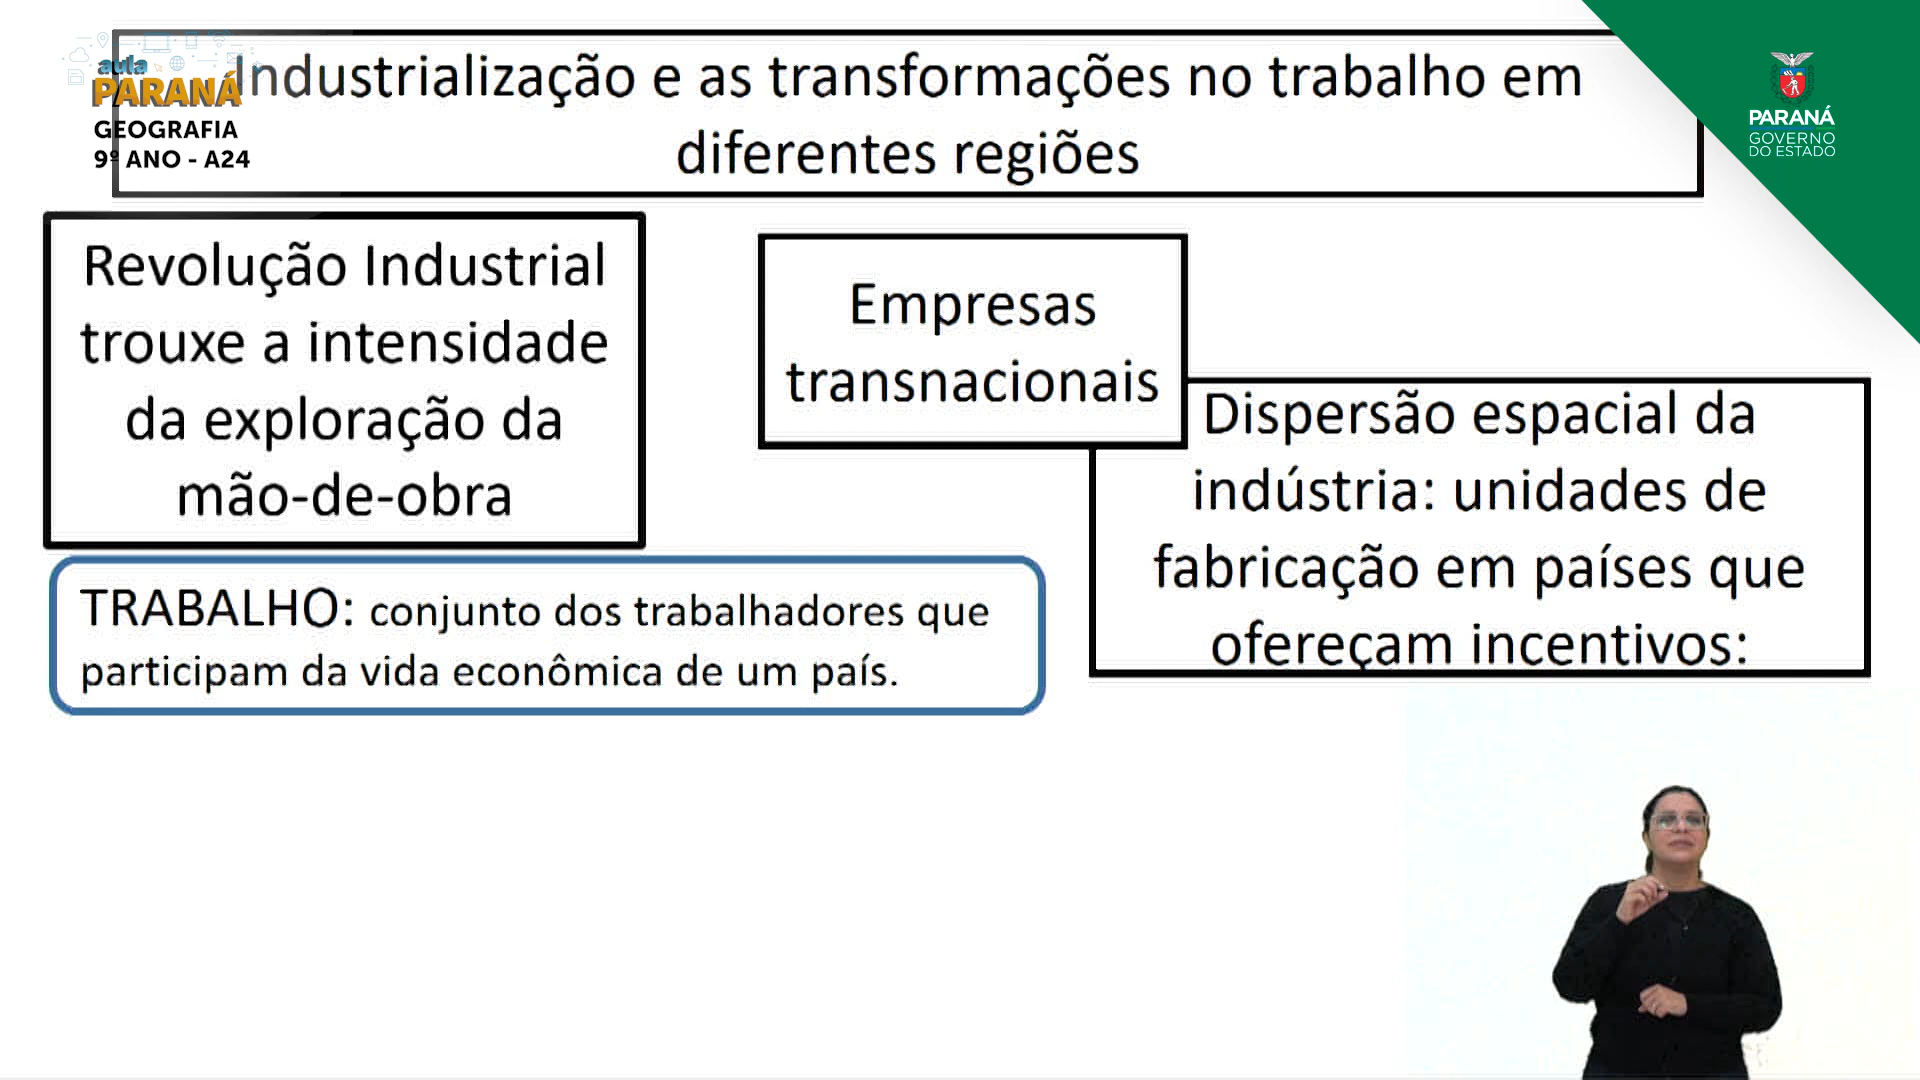 aula
PARANÁ
GEOGRAFIA
9º ANO - A24
Industrialização e as transformações no trabalho em
diferentes regiões
PARANÁ
GOVERNO
DO ESTADO
Revolução Industrial
trouxe a intensidade
da exploração da
mão-de-obra
Empresas
transnacionais
Dispersão espacial da
indústria: unidades de
fabricação em países que
ofereçam incentivos:
TRABALHO: conjunto dos trabalhadores que
participam da vida econômica de um país.